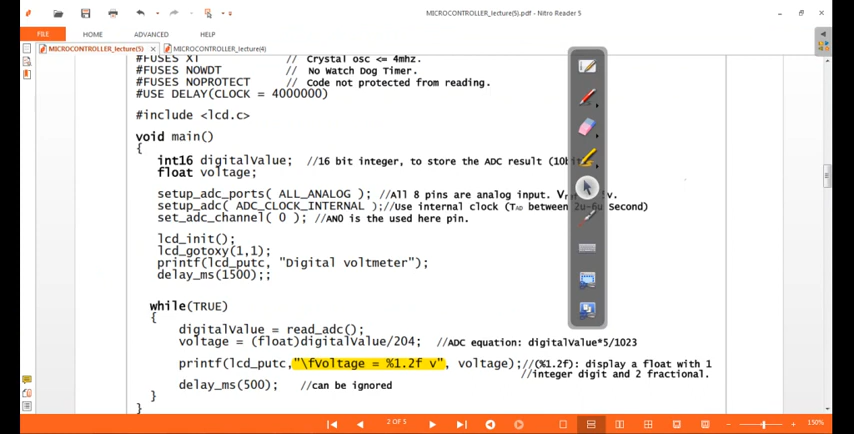 MICROCONTROLLER_lecture(5).pdf - Nitro Reader 5
FILE HOME ADVANCED HELP
MICROCONTROLLER_lecture(5) MICROCONTROLLER_lecture(4)
#FUSES XT // Crystal osc <= 4mhz.
#FUSES NOWDT // No Watch Dog Timer.
#FUSES NOPROTECT // Code not protected from reading.
#USE DELAY(CLOCK = 4000000)
#include <lcd.c>
void main()
{
int16 digitalValue; //16 bit integer, to store the ADC result (10bit
float voltage;
setup_adc_ports( ALL_ANALOG ); //All 8 pins are analog input. 5v.
setup_adc( ADC_CLOCK_INTERNAL );//Use internal clock (TAD between 2u-6u Second)
set_adc_channel( 0 ); //AN0 is the used here pin.
lcd_init();
lcd_gotoxy(1,1);
printf(lcd_putc, "Digital voltmeter");
delay_ms(1500);;
while(TRUE)
{
digitalValue = read_adc();
voltage = (float)digitalValue/204; //ADC equation: digitalValue*5/1023
printf(lcd_putc,"\fVoltage = %1.2f v", voltage);//(%1.2f): display a float with 1
//integer digit and 2 fractional.
delay_ms(500); //can be ignored
}
}
2 OF 5
150%